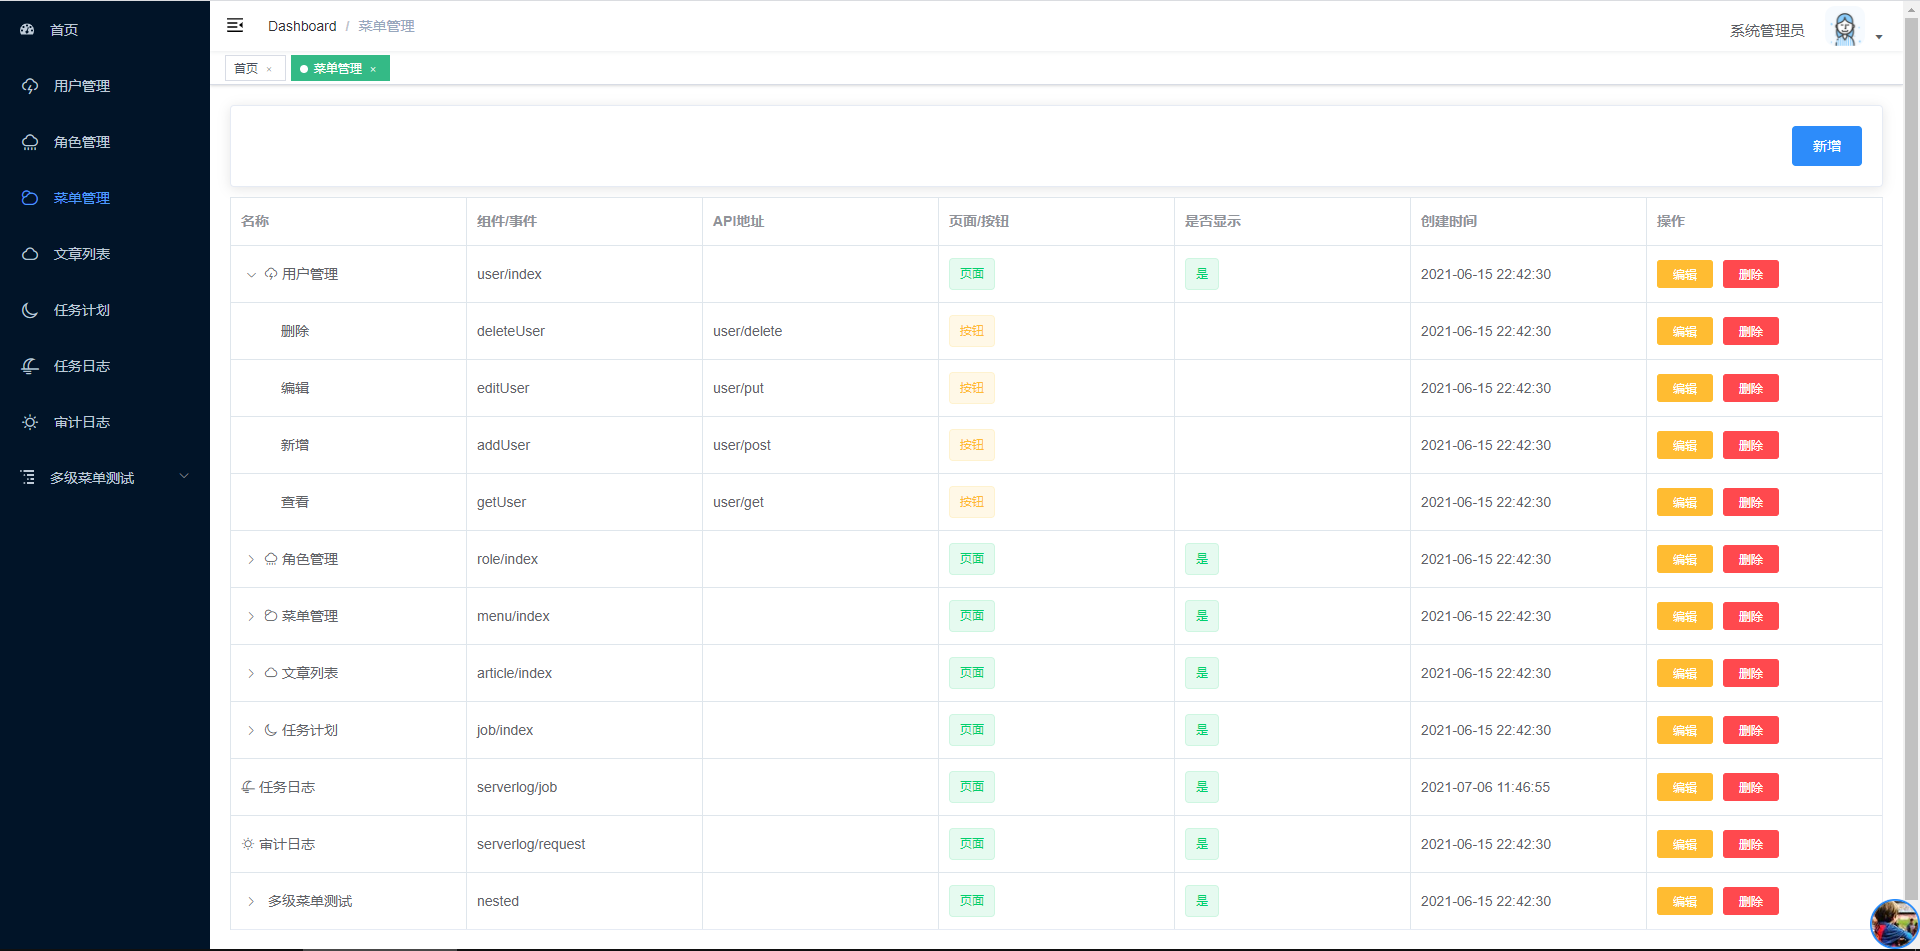 首页
用户管理
角色管理
菜单管理
文章列表
任务计划
任务日志
审计日志
多级菜单测试
Dashboard / 菜单管理
系统管理员
首页 × 菜单管理 ×
新增
名称 组件/事件 API地址 页面/按钮 是否显示 创建时间 操作
用户管理 user/index 页面 是 2021-06-15 22:42:30 编辑 删除
删除 deleteUser user/delete 按钮 2021-06-15 22:42:30 编辑 删除
编辑 editUser user/put 按钮 2021-06-15 22:42:30 编辑 删除
新增 addUser user/post 按钮 2021-06-15 22:42:30 编辑 删除
查看 getUser user/get 按钮 2021-06-15 22:42:30 编辑 删除
角色管理 role/index 页面 是 2021-06-15 22:42:30 编辑 删除
菜单管理 menu/index 页面 是 2021-06-15 22:42:30 编辑 删除
文章列表 article/index 页面 是 2021-06-15 22:42:30 编辑 删除
任务计划 job/index 页面 是 2021-06-15 22:42:30 编辑 删除
任务日志 serverlog/job 页面 是 2021-07-06 11:46:55 编辑 删除
审计日志 serverlog/request 页面 是 2021-06-15 22:42:30 编辑 删除
多级菜单测试 nested 页面 是 2021-06-15 22:42:30 编辑 删除